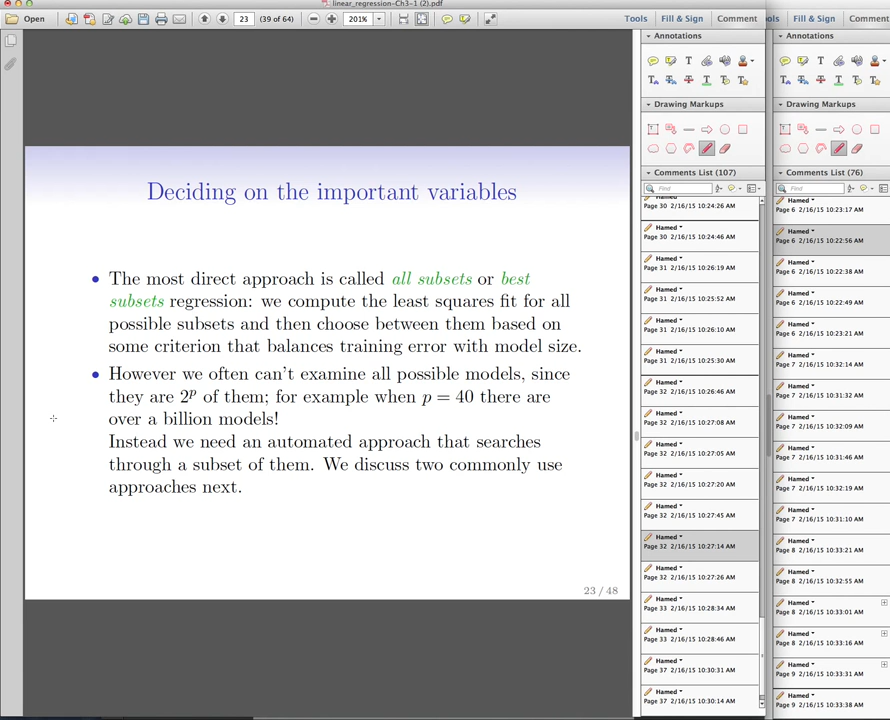 linear_regression-Ch3-1 (2).pdf
Open 23 (39 of 64) 201% Tools Fill & Sign Comment ols Fill & Sign Comment
Annotations
Annotations
Drawing Markups
Drawing Markups
Comments List (107)
Comments List (76)
Find
Find
Deciding on the important variables
• The most direct approach is called all subsets or best
subsets regression: we compute the least squares fit for all
possible subsets and then choose between them based on
some criterion that balances training error with model size.
• However we often can't examine all possible models, since
they are 2^p of them; for example when p = 40 there are
over a billion models!
Instead we need an automated approach that searches
through a subset of them. We discuss two commonly use
approaches next.
23 / 48
Page 30 2/16/15 10:24:26 AM
Hamed
Page 30 2/16/15 10:24:46 AM
Hamed
Page 31 2/16/15 10:26:19 AM
Hamed
Page 31 2/16/15 10:25:52 AM
Hamed
Page 31 2/16/15 10:26:10 AM
Hamed
Page 31 2/16/15 10:25:30 AM
Hamed
Page 32 2/16/15 10:26:46 AM
Hamed
Page 32 2/16/15 10:27:08 AM
Hamed
Page 32 2/16/15 10:27:05 AM
Hamed
Page 32 2/16/15 10:27:20 AM
Hamed
Page 32 2/16/15 10:27:45 AM
Hamed
Page 32 2/16/15 10:27:14 AM
Hamed
Page 32 2/16/15 10:27:26 AM
Hamed
Page 33 2/16/15 10:28:34 AM
Hamed
Page 33 2/16/15 10:28:46 AM
Hamed
Page 37 2/16/15 10:30:31 AM
Hamed
Page 37 2/16/15 10:30:14 AM
Page 6 2/16/15 10:23:17 AM
Hamed
Page 6 2/16/15 10:22:56 AM
Hamed
Page 6 2/16/15 10:22:38 AM
Hamed
Page 6 2/16/15 10:22:49 AM
Hamed
Page 6 2/16/15 10:23:21 AM
Hamed
Page 7 2/16/15 10:32:14 AM
Hamed
Page 7 2/16/15 10:31:32 AM
Hamed
Page 7 2/16/15 10:32:09 AM
Hamed
Page 7 2/16/15 10:31:46 AM
Hamed
Page 7 2/16/15 10:32:19 AM
Hamed
Page 7 2/16/15 10:31:10 AM
Hamed
Page 8 2/16/15 10:33:21 AM
Hamed
Page 8 2/16/15 10:32:55 AM
Hamed
Page 8 2/16/15 10:33:01 AM
Hamed
Page 8 2/16/15 10:33:16 AM
Hamed
Page 9 2/16/15 10:33:31 AM
Hamed
Page 9 2/16/15 10:33:38 AM